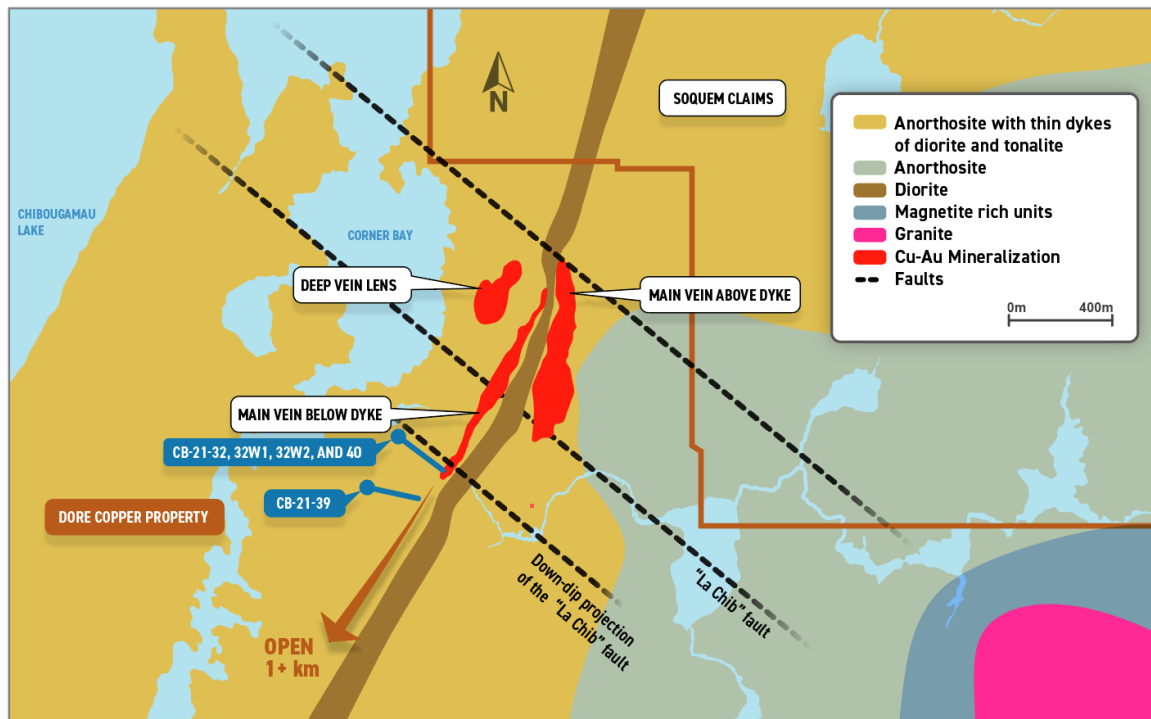 N
SOQUEM CLAIMS
Anorthosite with thin dykes
of diorite and tonalite
Anorthosite
Diorite
Magnetite rich units
Granite
Cu-Au Mineralization
Faults
0m
400m
CHIBOUGAMAU
LAKE
CORNER BAY
DEEP VEIN LENS
MAIN VEIN ABOVE DYKE
MAIN VEIN BELOW DYKE
CB-21-32, 32W1, 32W2, AND 40
CB-21-39
DORE COPPER PROPERTY
Down-dip projection
of the "La Chib" fault
"La Chib" fault
OPEN
1+ km